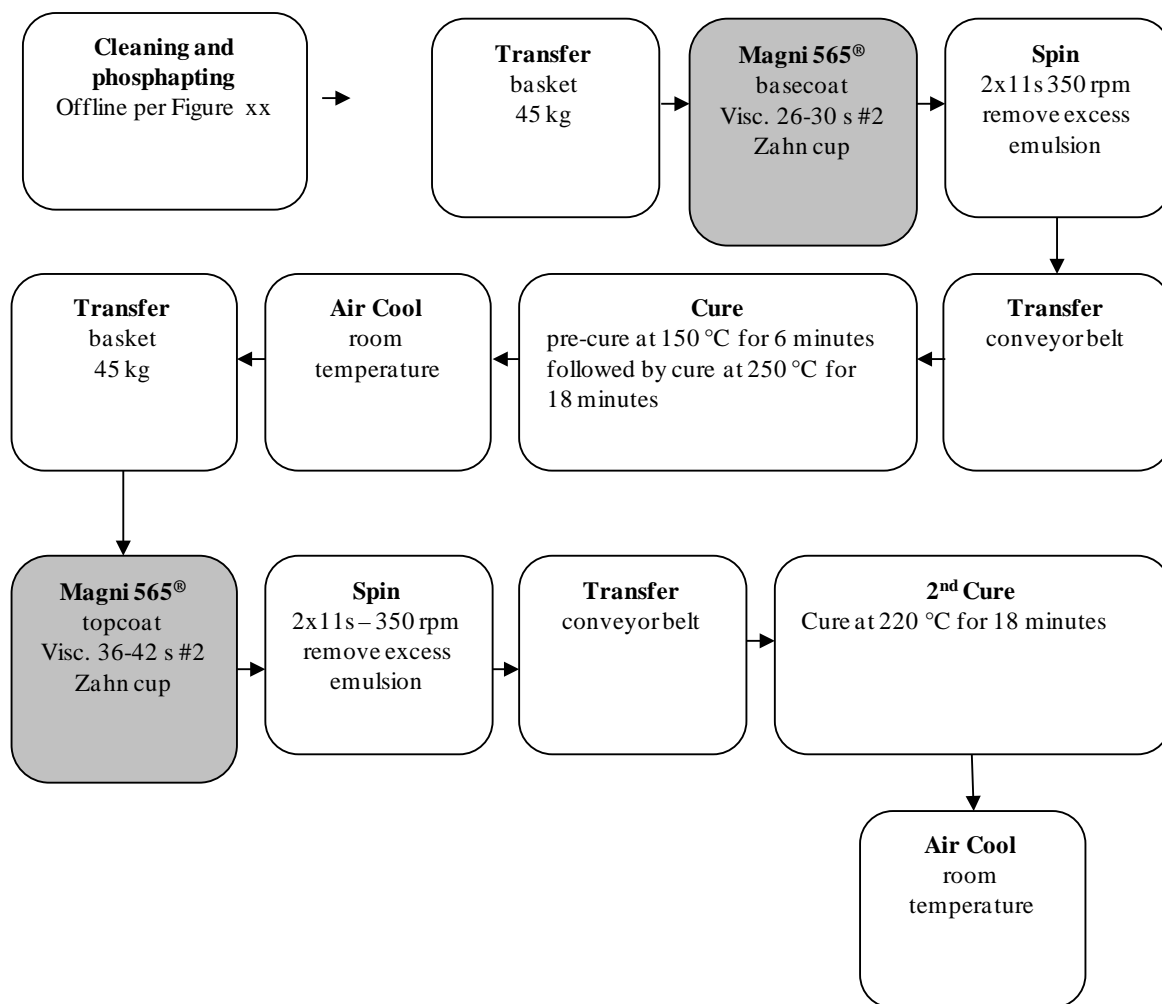 Cleaning and
phosphapting
Offline per Figure xx
Transfer
basket
45 kg
Magni 565®
basecoat
Visc. 26-30 s #2
Zahn cup
Spin
2x11s 350 rpm
remove excess
emulsion
Transfer
basket
45 kg
Air Cool
room
temperature
Cure
pre-cure at 150 °C for 6 minutes
followed by cure at 250 °C for
18 minutes
Transfer
conveyor belt
Magni 565®
topcoat
Visc. 36-42 s #2
Zahn cup
Spin
2x11s – 350 rpm
remove excess
emulsion
Transfer
conveyor belt
2nd Cure
Cure at 220 °C for 18 minutes
Air Cool
room
temperature